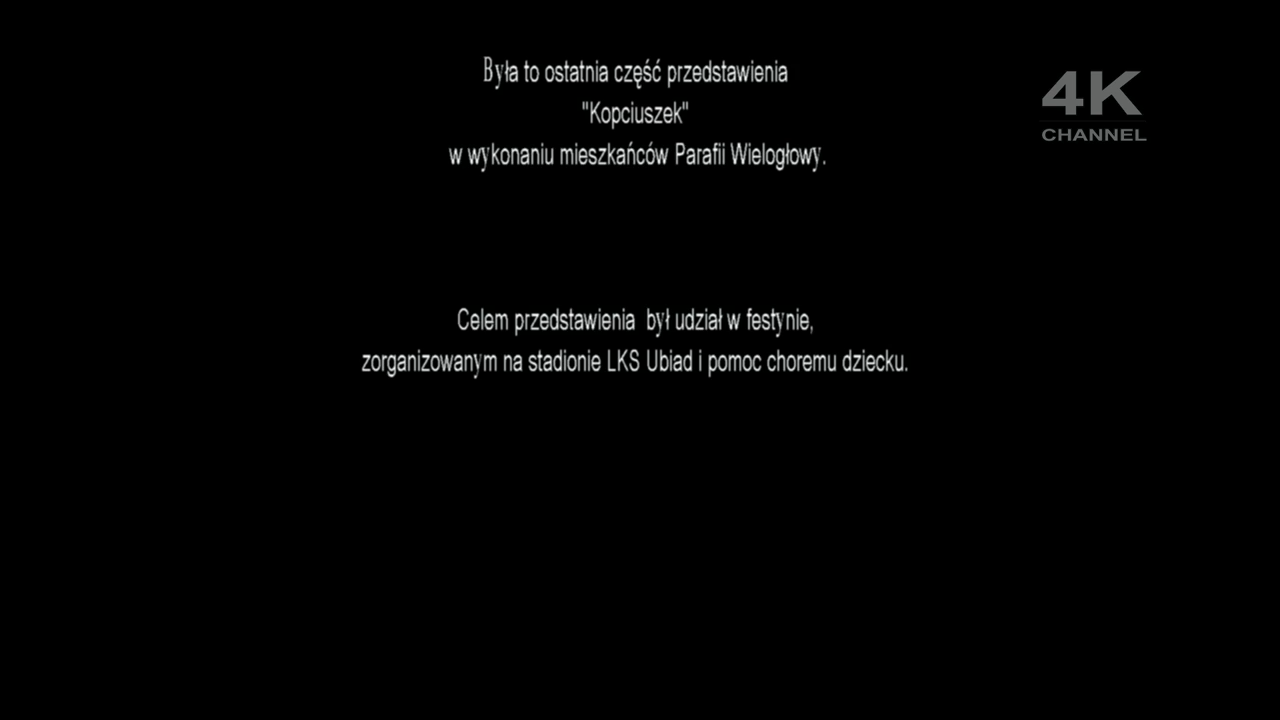 Była to ostatnia część przedstawienia
"Kopciuszek"
w wykonaniu mieszkańców Parafii Wielogłowy.
4K
CHANNEL
Celem przedstawienia  był udział w festynie,
zorganizowanym na stadionie LKS Ubiad i pomoc choremu dziecku.